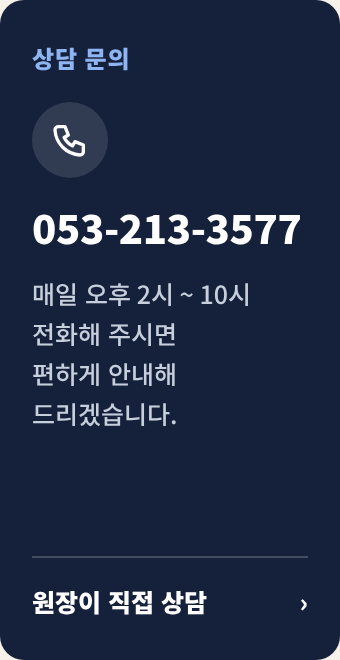 상담 문의
053-213-3577
매일 오후 2시 ~ 10시
전화해 주시면
편하게 안내해
드리겠습니다.
원장이 직접 상담 ›